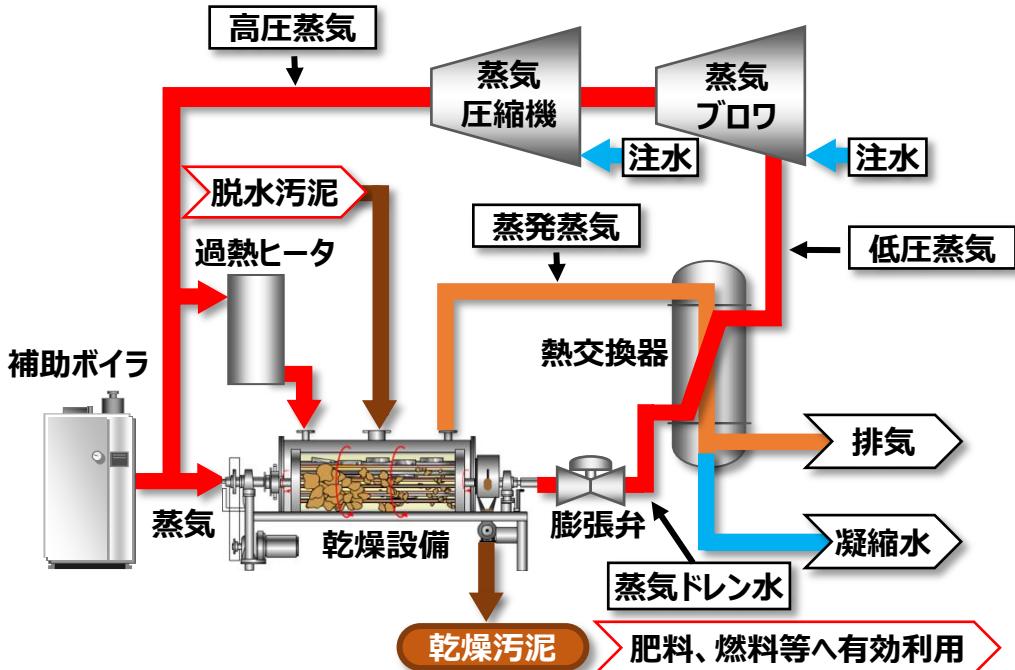 高圧蒸気
蒸気
圧縮機
蒸気
ブロワ
注水
注水
脱水汚泥
蒸発蒸気
低圧蒸気
過熱ヒータ
熱交換器
補助ボイラ
排気
蒸気
乾燥設備
膨張弁
凝縮水
蒸気ドレン水
乾燥汚泥
肥料、燃料等へ有効利用